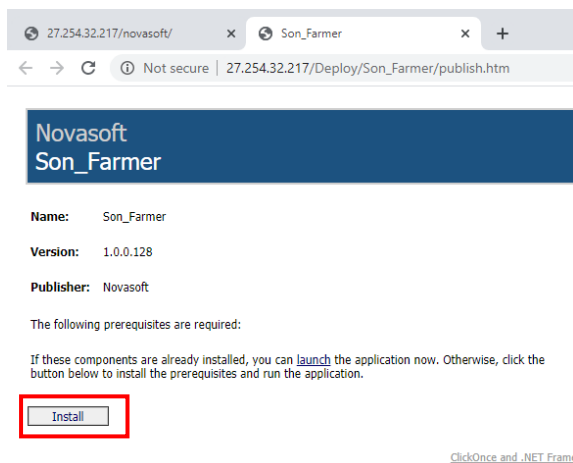 27.254.32.217/novasoft/
Son_Farmer
Not secure | 27.254.32.217/Deploy/Son_Farmer/publish.htm
Novasoft
Son_Farmer
Name: Son_Farmer
Version: 1.0.0.128
Publisher: Novasoft
The following prerequisites are required:
If these components are already installed, you can launch the application now. Otherwise, click the
button below to install the prerequisites and run the application.
Install
ClickOnce and .NET Frame